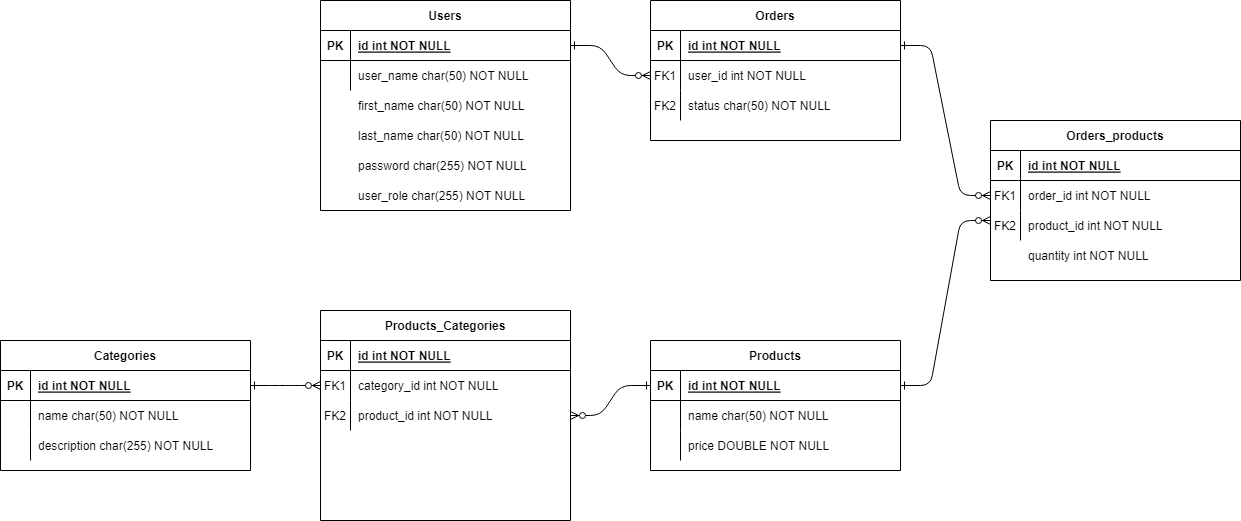 Users
PK id int NOT NULL
user_name char(50) NOT NULL
first_name char(50) NOT NULL
last_name char(50) NOT NULL
password char(255) NOT NULL
user_role char(255) NOT NULL
Orders
PK id int NOT NULL
FK1 user_id int NOT NULL
FK2 status char(50) NOT NULL
Orders_products
PK id int NOT NULL
FK1 order_id int NOT NULL
FK2 product_id int NOT NULL
quantity int NOT NULL
Categories
PK id int NOT NULL
name char(50) NOT NULL
description char(255) NOT NULL
Products_Categories
PK id int NOT NULL
FK1 category_id int NOT NULL
FK2 product_id int NOT NULL
Products
PK id int NOT NULL
name char(50) NOT NULL
price DOUBLE NOT NULL